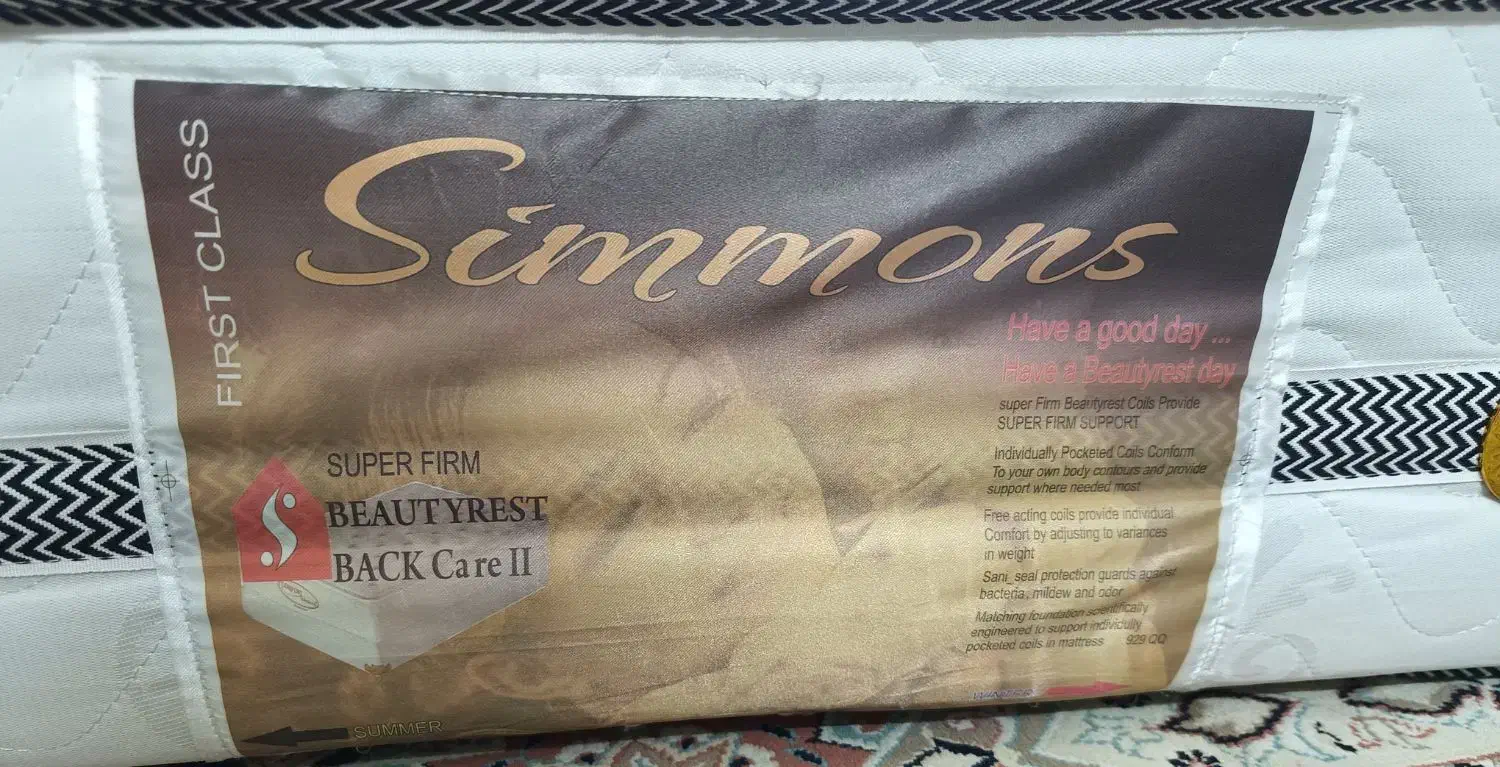 FIRST CLASS
Simmons
Have a good day ...
Have a Beautyrest day
super Firm Beautyrest Coils Provide
SUPER FIRM SUPPORT
Individually Pocketed Coils Conform
To your own body contours and provide
support where needed most
Free acting coils provide individual
Comfort by adjusting to variances
in weight
Sani_seal protection guards against
bacteria, mildew and odor
Matching foundation scentifically
engineered to support individully
pocketed coils in mattress 929 QQ
SUPER FIRM
BEAUTYREST
BACK Care II
SUMMER
WINTER